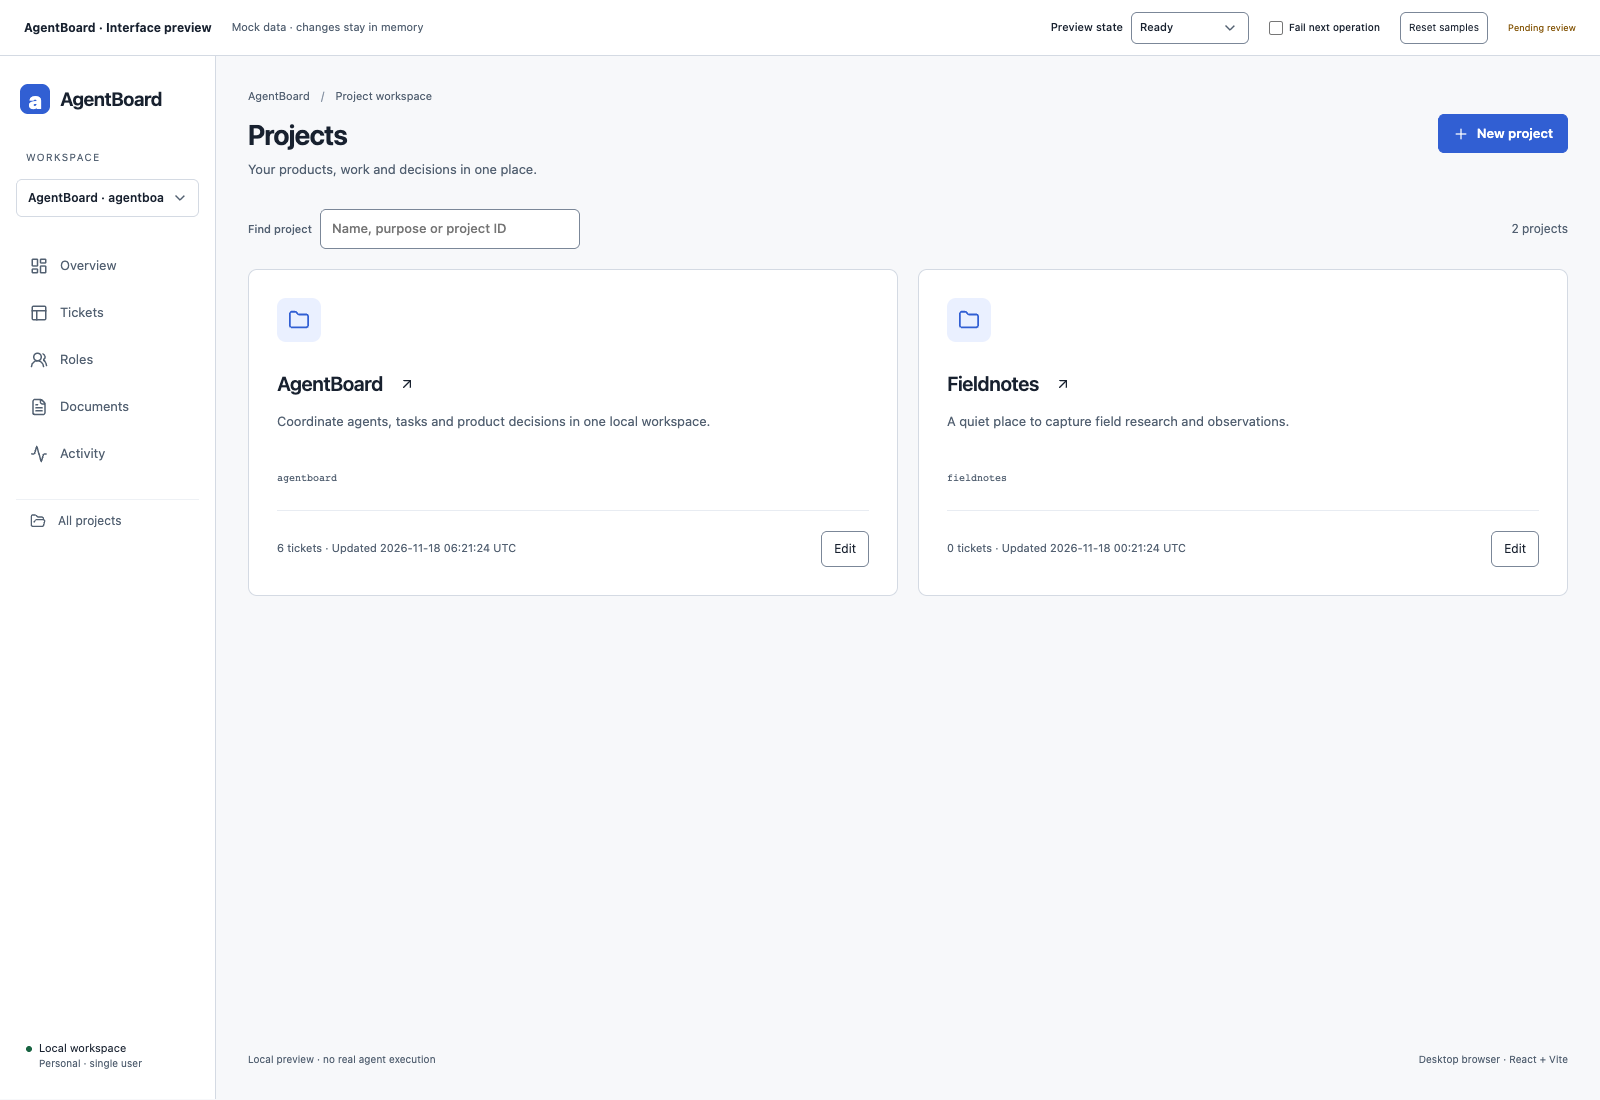 AgentBoard · Interface preview
Mock data · changes stay in memory
Preview state
Ready
Fail next operation
Reset samples
Pending review
a AgentBoard
WORKSPACE
AgentBoard · agentboa
Overview
Tickets
Roles
Documents
Activity
All projects
Local workspace
Personal · single user
AgentBoard / Project workspace
Projects
Your products, work and decisions in one place.
New project
Find project
Name, purpose or project ID
2 projects
AgentBoard
Coordinate agents, tasks and product decisions in one local workspace.
agentboard
6 tickets · Updated 2026-11-18 06:21:24 UTC
Edit
Fieldnotes
A quiet place to capture field research and observations.
fieldnotes
0 tickets · Updated 2026-11-18 00:21:24 UTC
Edit
Local preview · no real agent execution
Desktop browser · React + Vite